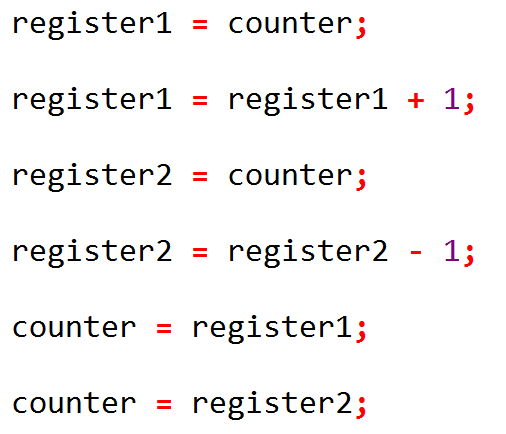 register1 = counter;
register1 = register1 + 1;
register2 = counter;
register2 = register2 - 1;
counter = register1;
counter = register2;